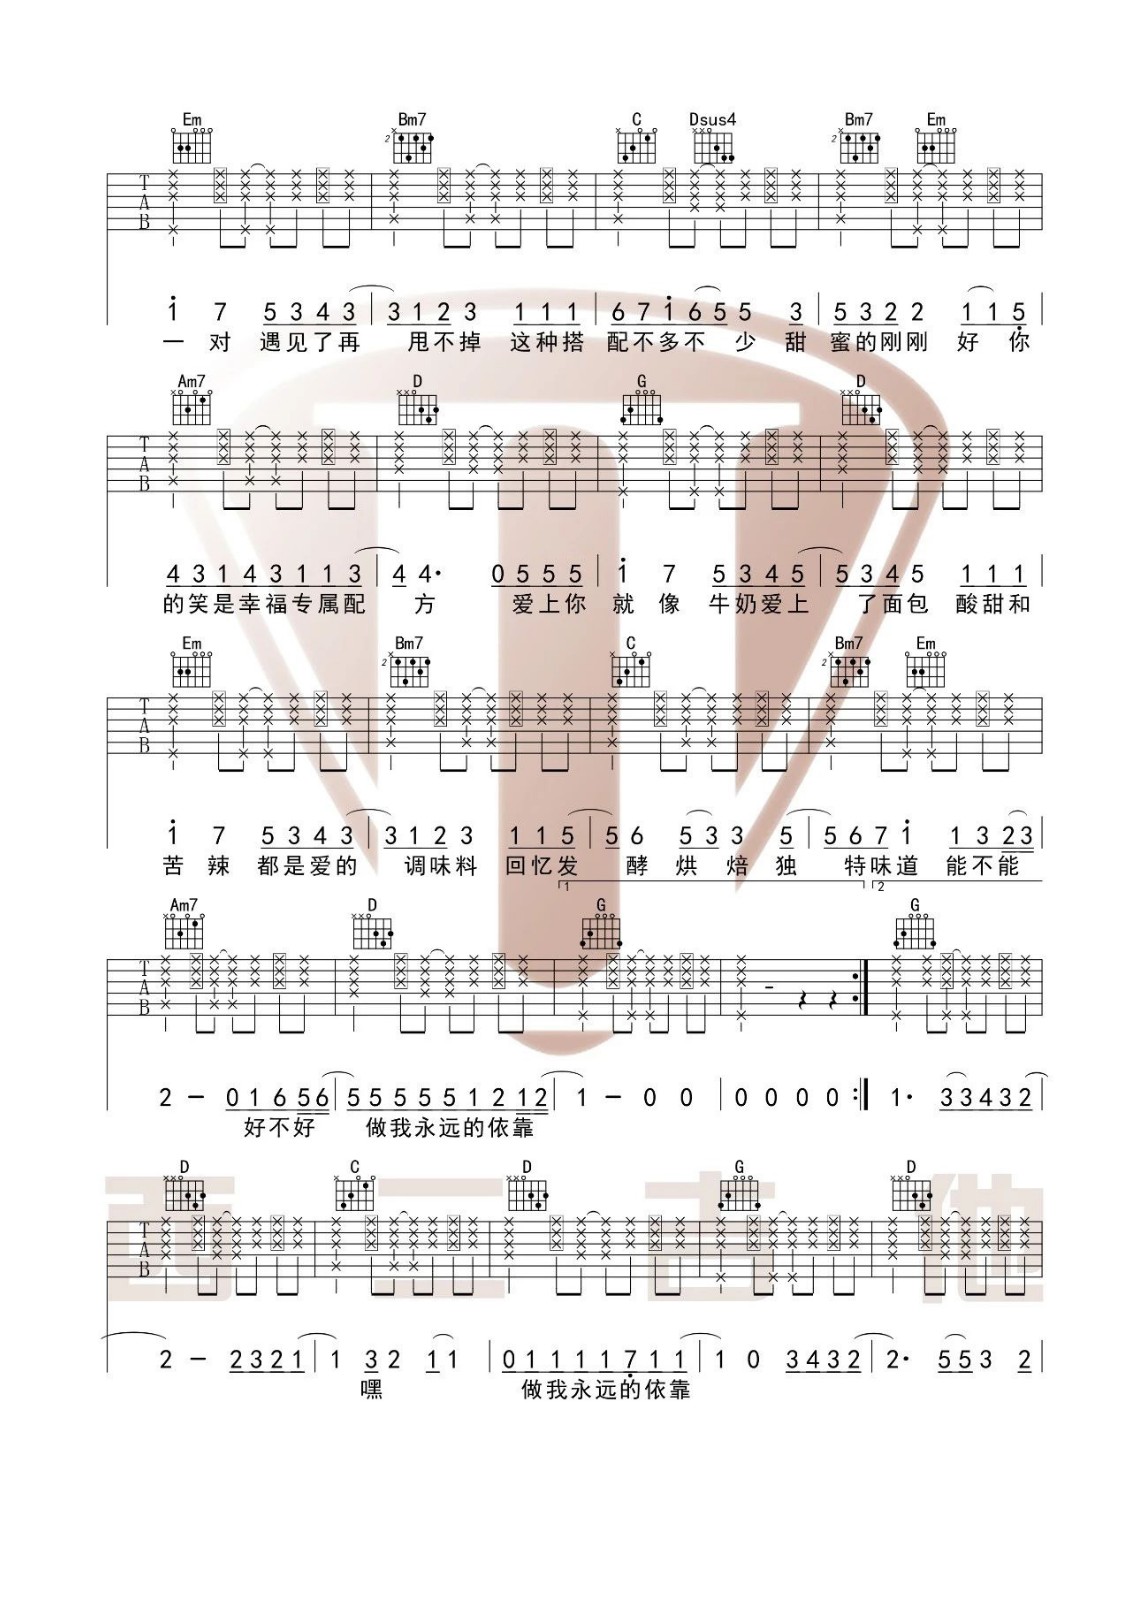 Em Bm7 C Dsus4 Bm7 Em
2 2
T A B
1 7 5 3 4 3 3 1 2 3 1 1 1 6 7 1 6 5 5 3 5 3 2 2 1 1 5
一 对 遇见了再 甩不掉 这种搭 配不多不 少 甜 蜜的刚刚 好 你
Am7 D G D
T A B
4 3 1 4 3 1 1 3 4 4· 0 5 5 5 1 7 5 3 4 5 5 3 4 5 1 1 1
的笑是幸福专属配 方 爱上你 就 像 牛奶爱上 了面包 酸甜和
Em Bm7 C Bm7 Em
2 2
T A B
1 7 5 3 4 3 3 1 2 3 1 1 5 5 6 5 3 3 5 5 6 7 1 1 3 2 3
苦 辣 都是爱的 调味料 回忆发 酵 烘 焙 独 特味道 能不能
1 2
Am7 D G G
T A B
2 – 0 1 6 5 6 5 5 5 5 5 1 2 1 2 1 – 0 0 0 0 0 0 :| 1· 3 3 4 3 2
好不好 做我永远的依靠
D C D G D
T A B
2 – 2 3 2 1 1 3 2 1 1 0 1 1 1 1 7 1 1 1 0 3 4 3 2 2· 5 5 3 2
嘿 做我永远的依靠
西二吉他